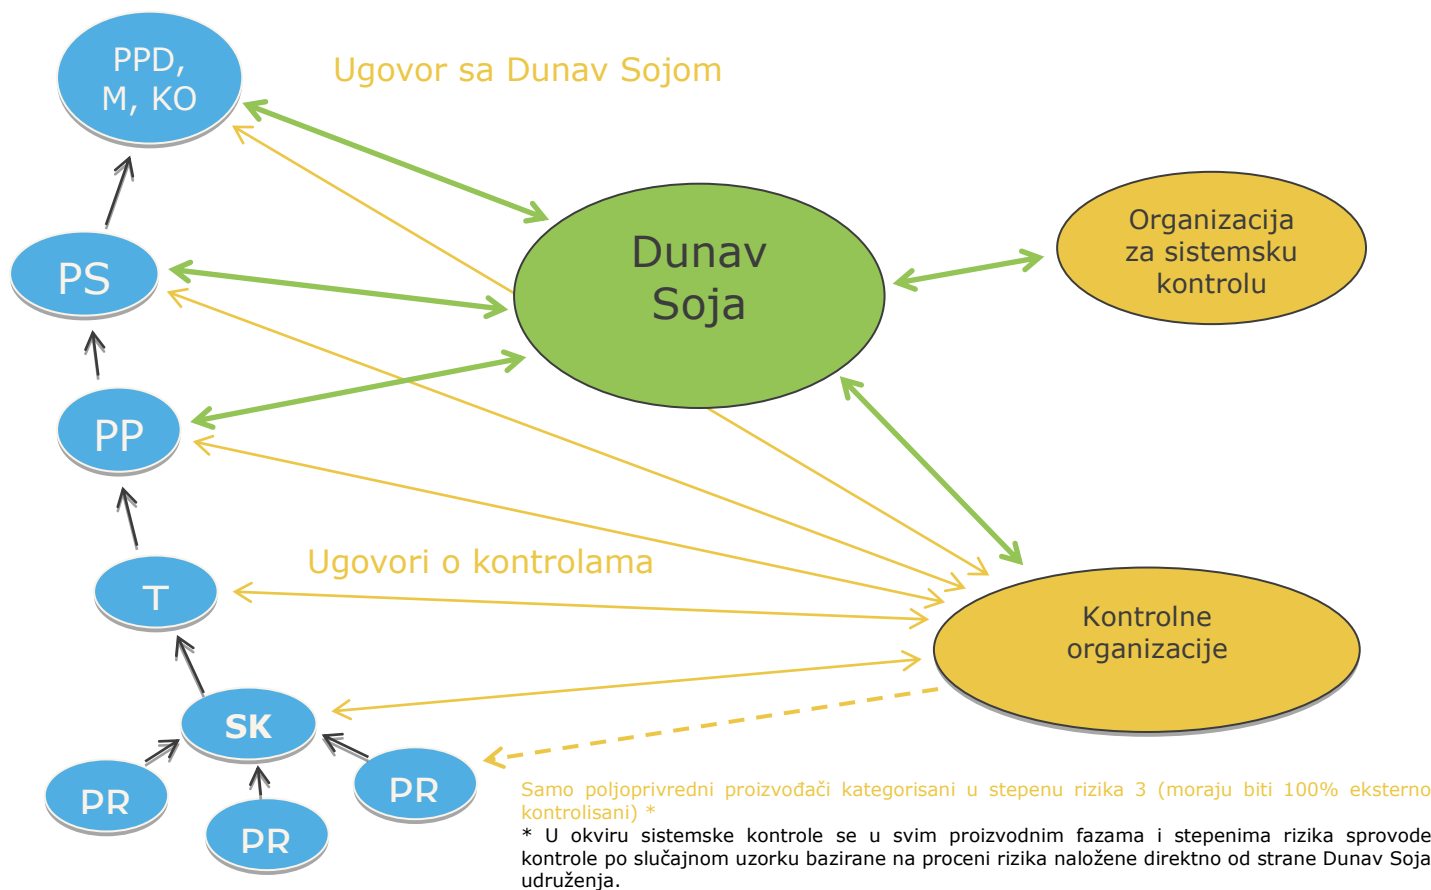 PPD,
M, KO
Ugovor sa Dunav Sojom
Dunav
Soja
Organizacija
za sistemsku
kontrolu
PS
PP
Ugovori o kontrolama
T
Kontrolne
organizacije
SK
PR
PR
PR
Samo poljoprivredni proizvođači kategorisani u stepenu rizika 3 (moraju biti 100% eksterno
kontrolisani) *
* U okviru sistemske kontrole se u svim proizvodnim fazama i stepenima rizika sprovode
kontrole po slučajnom uzorku bazirane na proceni rizika naložene direktno od strane Dunav Soja
udruženja.